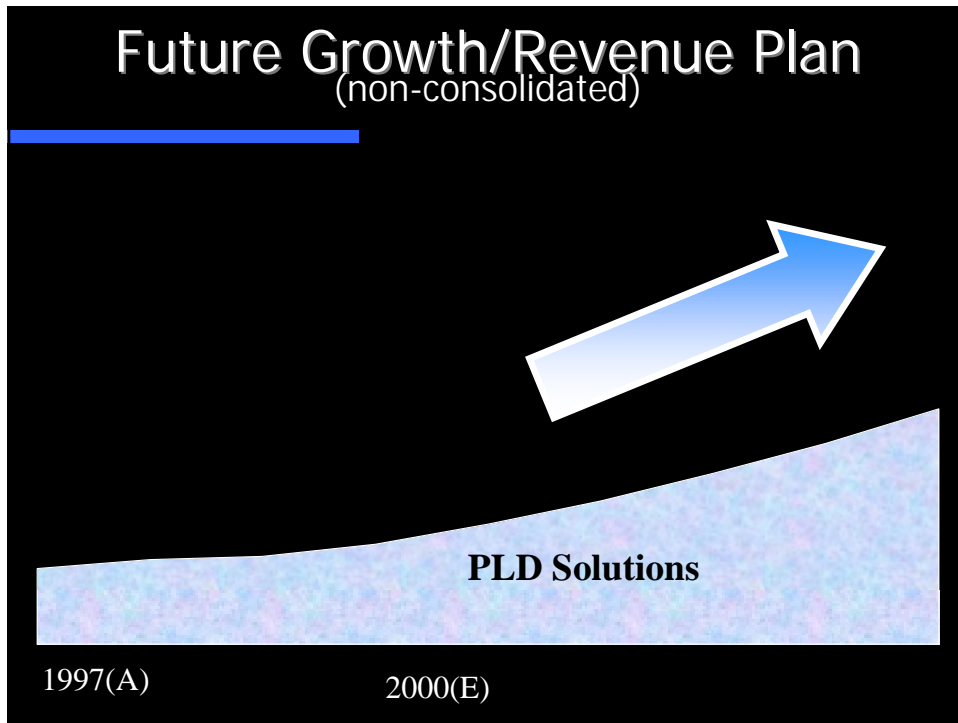 Future Growth/Revenue Plan
(non-consolidated)
PLD Solutions
1997(A)
2000(E)